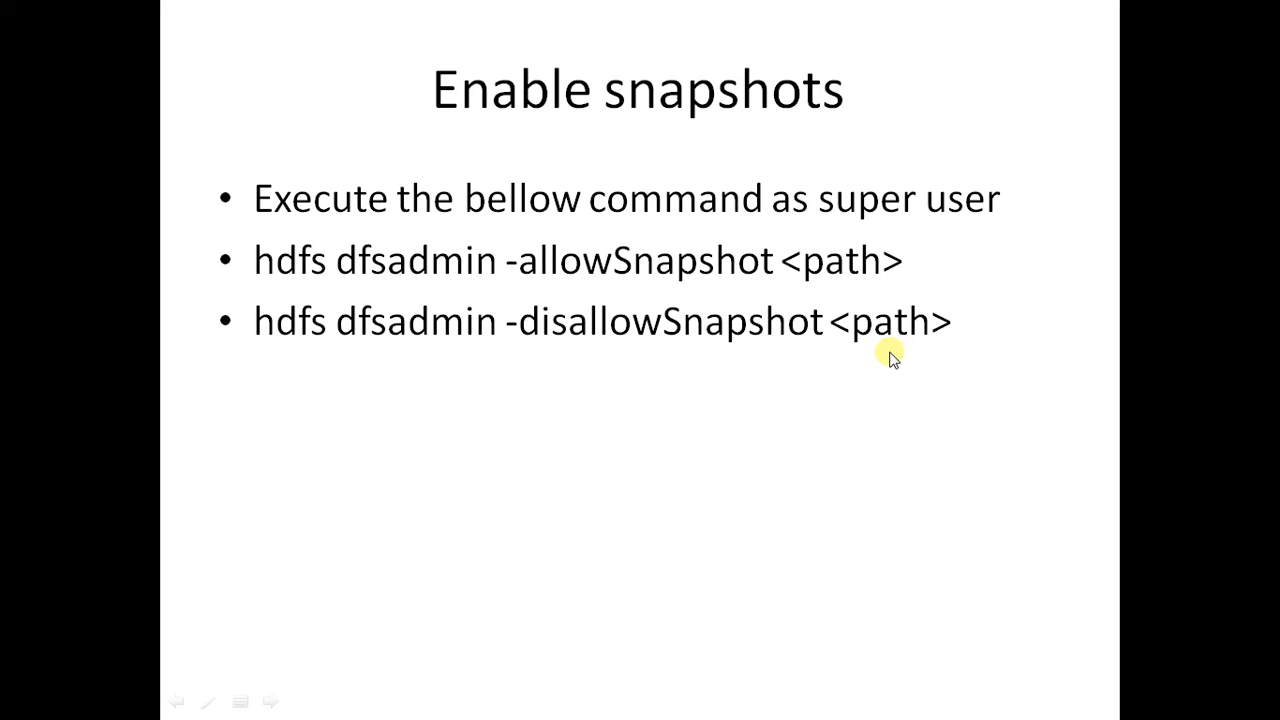 Enable snapshots
• Execute the bellow command as super user
• hdfs dfsadmin -allowSnapshot <path>
• hdfs dfsadmin -disallowSnapshot <path>